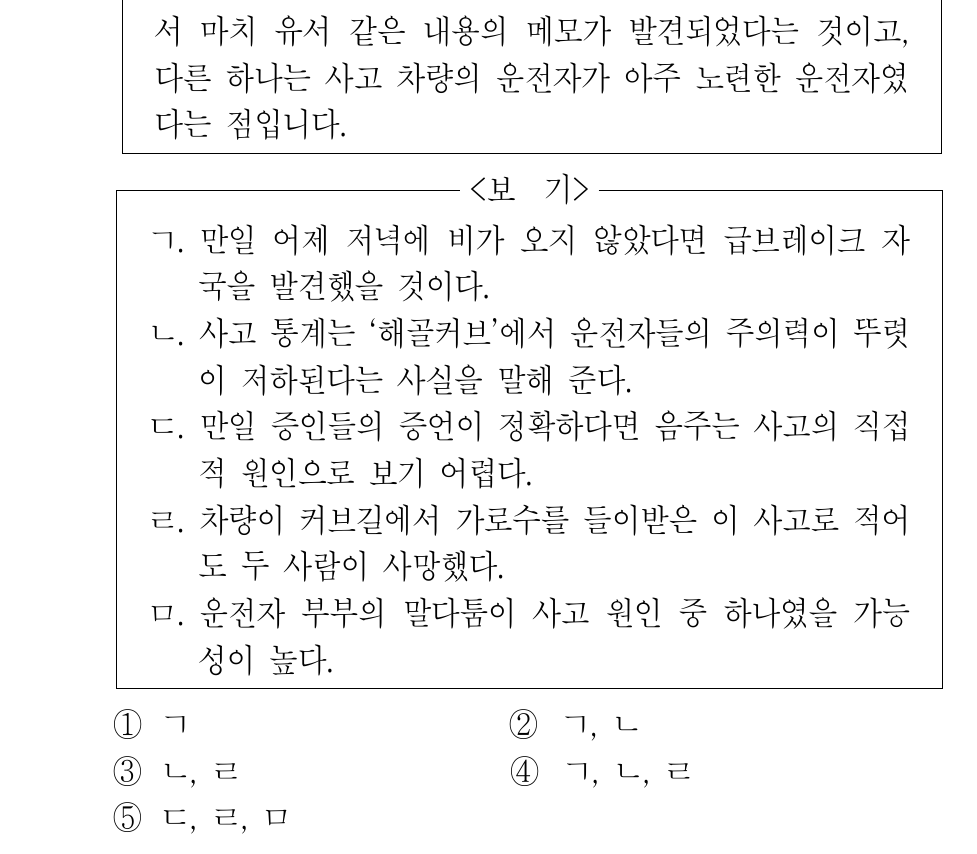 서 마치 유서 같은 내용의 메모가 발견되었다는 것이고,
다른 하나는 사고 차량의 운전자가 아주 노련한 운전자였
다는 점입니다.
<보 기>
ㄱ. 만일 어제 저녁에 비가 오지 않았다면 급브레이크 자
국을 발견했을 것이다.
ㄴ. 사고 통계는 ‘해골커브’에서 운전자들의 주의력이 뚜렷
이 저하된다는 사실을 말해 준다.
ㄷ. 만일 증인들의 증언이 정확하다면 음주는 사고의 직접
적 원인으로 보기 어렵다.
ㄹ. 차량이 커브길에서 가로수를 들이받은 이 사고로 적어
도 두 사람이 사망했다.
ㅁ. 운전자 부부의 말다툼이 사고 원인 중 하나였을 가능
성이 높다.
① ㄱ ② ㄱ, ㄴ
③ ㄴ, ㄹ ④ ㄱ, ㄴ, ㄹ
⑤ ㄷ, ㄹ, ㅁ